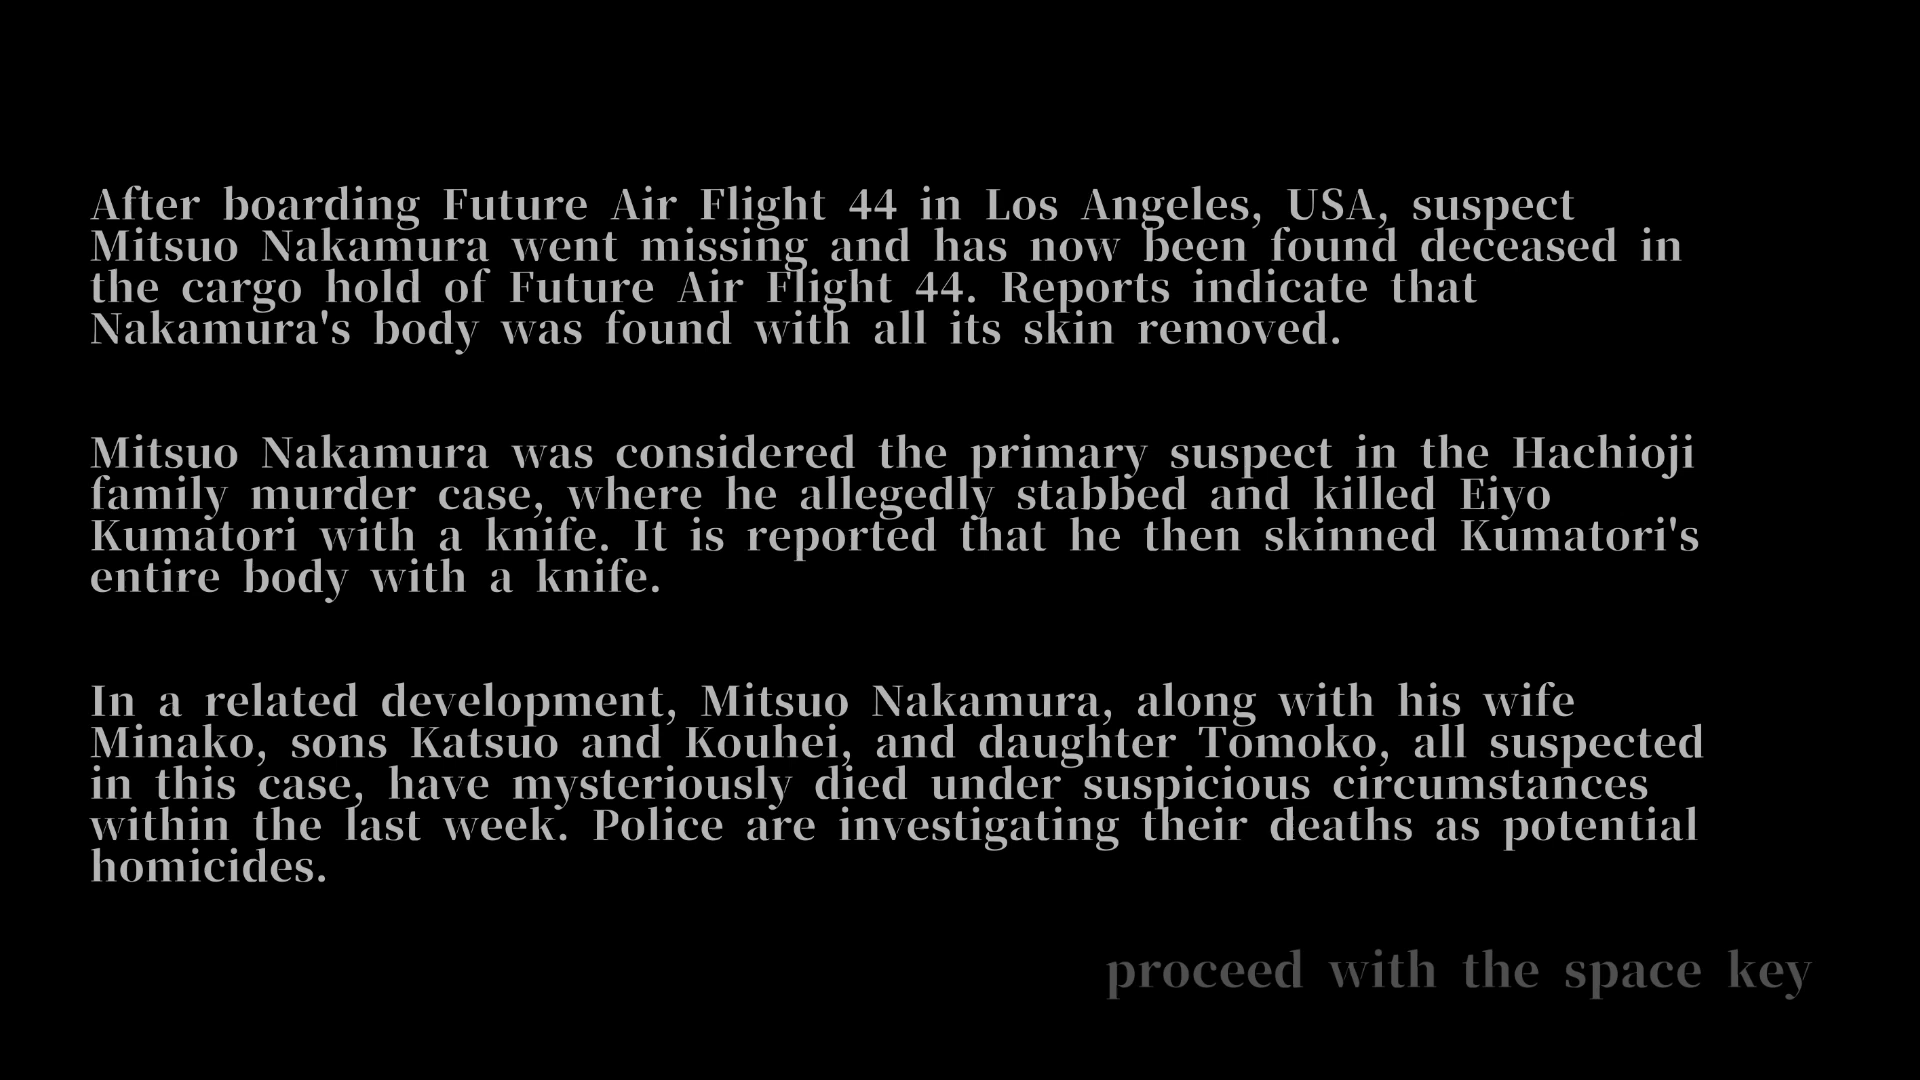 After boarding Future Air Flight 44 in Los Angeles, USA, suspect
Mitsuo Nakamura went missing and has now been found deceased in
the cargo hold of Future Air Flight 44. Reports indicate that
Nakamura's body was found with all its skin removed.
Mitsuo Nakamura was considered the primary suspect in the Hachioji
family murder case, where he allegedly stabbed and killed Eiyo
Kumatori with a knife. It is reported that he then skinned Kumatori's
entire body with a knife.
In a related development, Mitsuo Nakamura, along with his wife
Minako, sons Katsuo and Kouhei, and daughter Tomoko, all suspected
in this case, have mysteriously died under suspicious circumstances
within the last week. Police are investigating their deaths as potential
homicides.
proceed with the space key